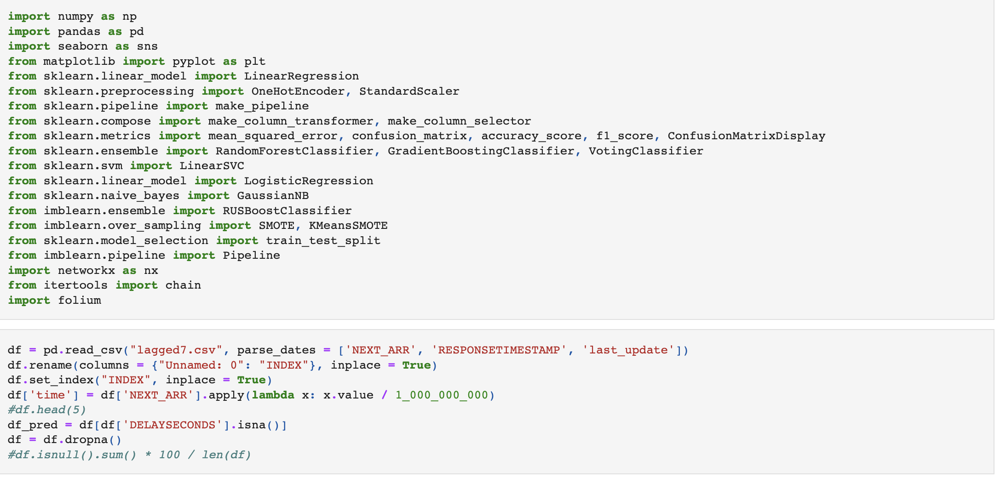 import numpy as np
import pandas as pd
import seaborn as sns
from matplotlib import pyplot as plt
from sklearn.linear_model import LinearRegression
from sklearn.preprocessing import OneHotEncoder, StandardScaler
from sklearn.pipeline import make_pipeline
from sklearn.compose import make_column_transformer, make_column_selector
from sklearn.metrics import mean_squared_error, confusion_matrix, accuracy_score, f1_score, ConfusionMatrixDisplay
from sklearn.ensemble import RandomForestClassifier, GradientBoostingClassifier, VotingClassifier
from sklearn.svm import LinearSVC
from sklearn.linear_model import LogisticRegression
from sklearn.naive_bayes import GaussianNB
from imblearn.ensemble import RUSBoostClassifier
from imblearn.over_sampling import SMOTE, KMeansSMOTE
from sklearn.model_selection import train_test_split
from imblearn.pipeline import Pipeline
import networkx as nx
from itertools import chain
import folium
df = pd.read_csv("lagged7.csv", parse_dates = ['NEXT_ARR', 'RESPONSETIMESTAMP', 'last_update'])
df.rename(columns = {"Unnamed: 0": "INDEX"}, inplace = True)
df.set_index("INDEX", inplace = True)
df['time'] = df['NEXT_ARR'].apply(lambda x: x.value / 1_000_000_000)
#df.head(5)
df_pred = df[df['DELAYSECONDS'].isna()]
df = df.dropna()
#df.isnull().sum() * 100 / len(df)